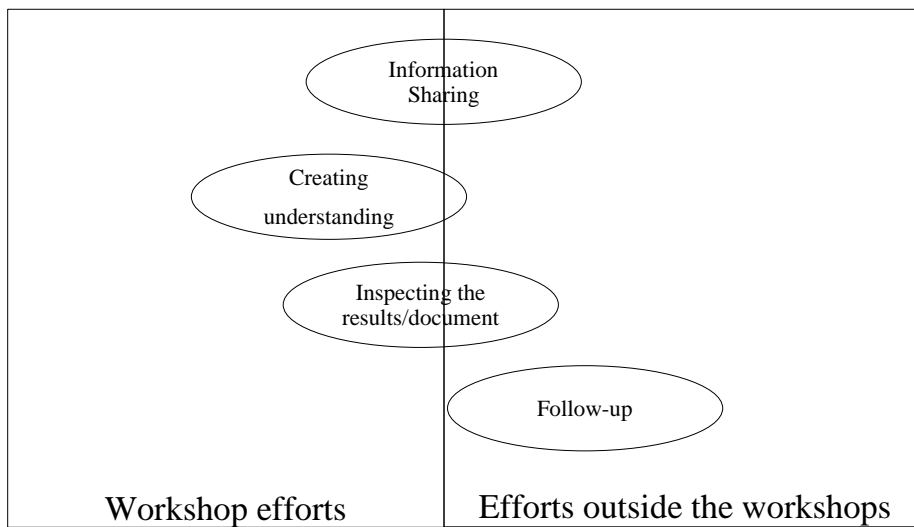 Information
Sharing
Creating
understanding
Inspecting the
results/document
Follow-up
Workshop efforts
Efforts outside the workshops